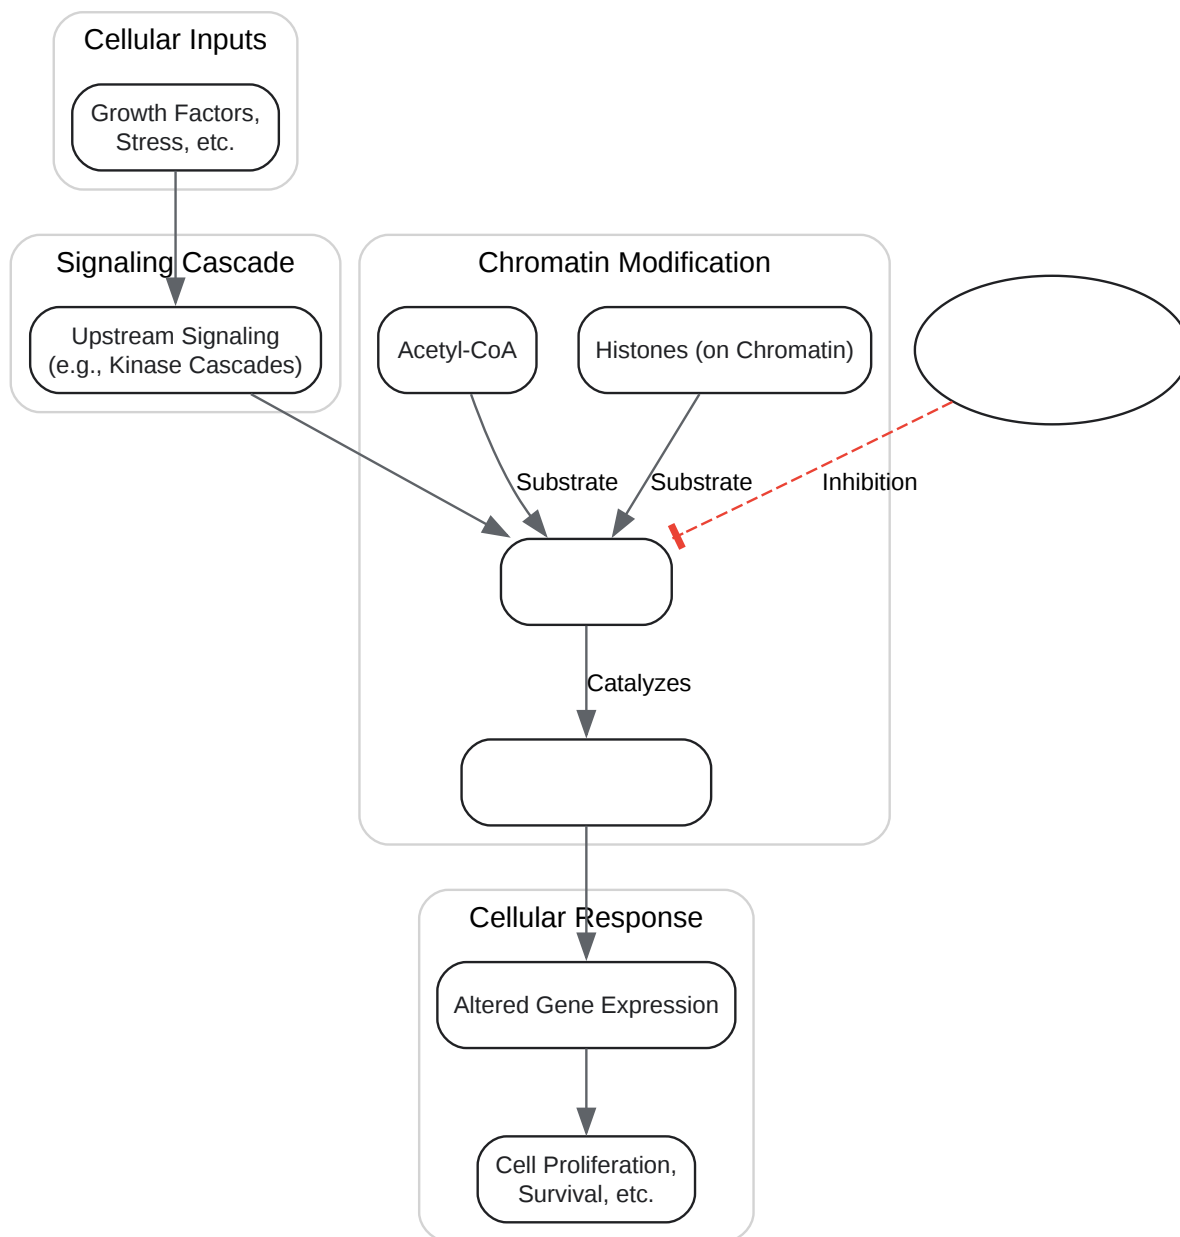 Cellular Inputs
Growth Factors,
Stress, etc.
Signaling Cascade
Upstream Signaling
(e.g., Kinase Cascades)
Chromatin Modification
Acetyl-CoA
Histones (on Chromatin)
Substrate
Substrate
Inhibition
Catalyzes
Cellular Response
Altered Gene Expression
Cell Proliferation,
Survival, etc.